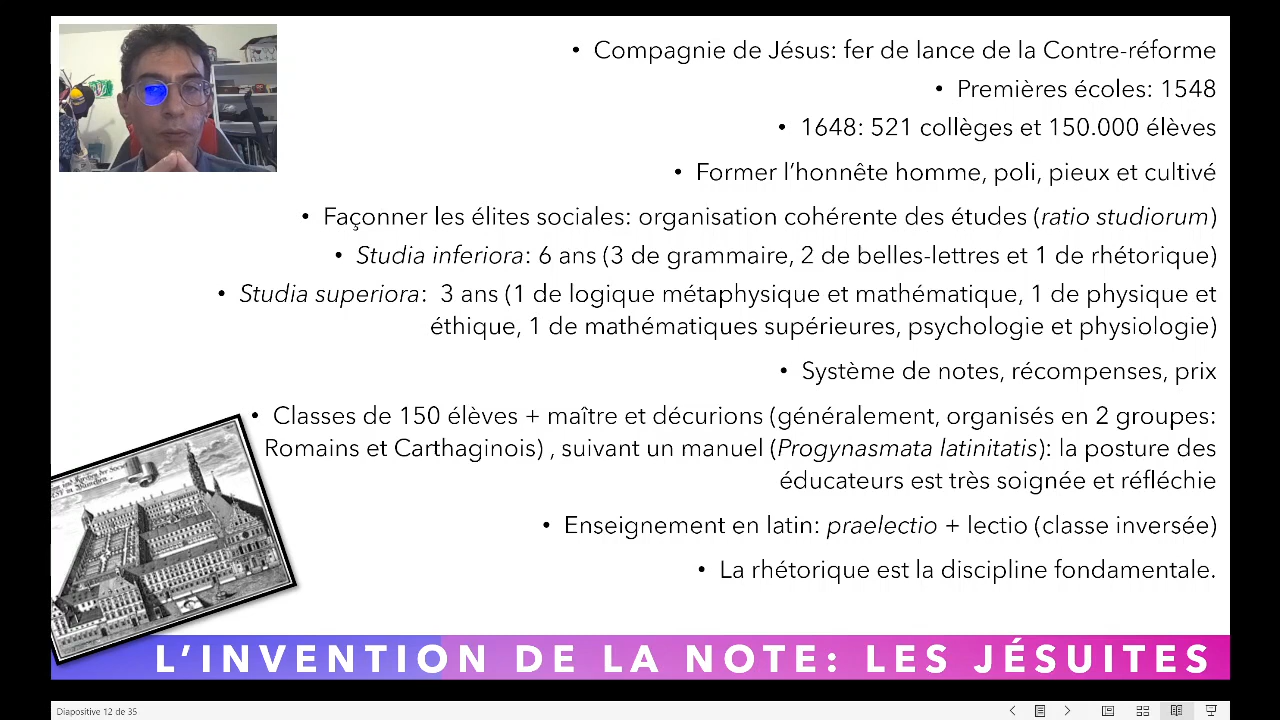 • Compagnie de Jésus: fer de lance de la Contre-réforme
• Premières écoles: 1548
• 1648: 521 collèges et 150.000 élèves
• Former l’honnête homme, poli, pieux et cultivé
• Façonner les élites sociales: organisation cohérente des études (ratio studiorum)
• Studia inferiora: 6 ans (3 de grammaire, 2 de belles-lettres et 1 de rhétorique)
• Studia superiora: 3 ans (1 de logique métaphysique et mathématique, 1 de physique et
éthique, 1 de mathématiques supérieures, psychologie et physiologie)
• Système de notes, récompenses, prix
• Classes de 150 élèves + maître et décurions (généralement, organisés en 2 groupes:
Romains et Carthaginois) , suivant un manuel (Progynasmata latinitatis): la posture des
éducateurs est très soignée et réfléchie
• Enseignement en latin: praelectio + lectio (classe inversée)
• La rhétorique est la discipline fondamentale.
L’INVENTION DE LA NOTE: LES JÉSUITES
Diapositive 12 de 35